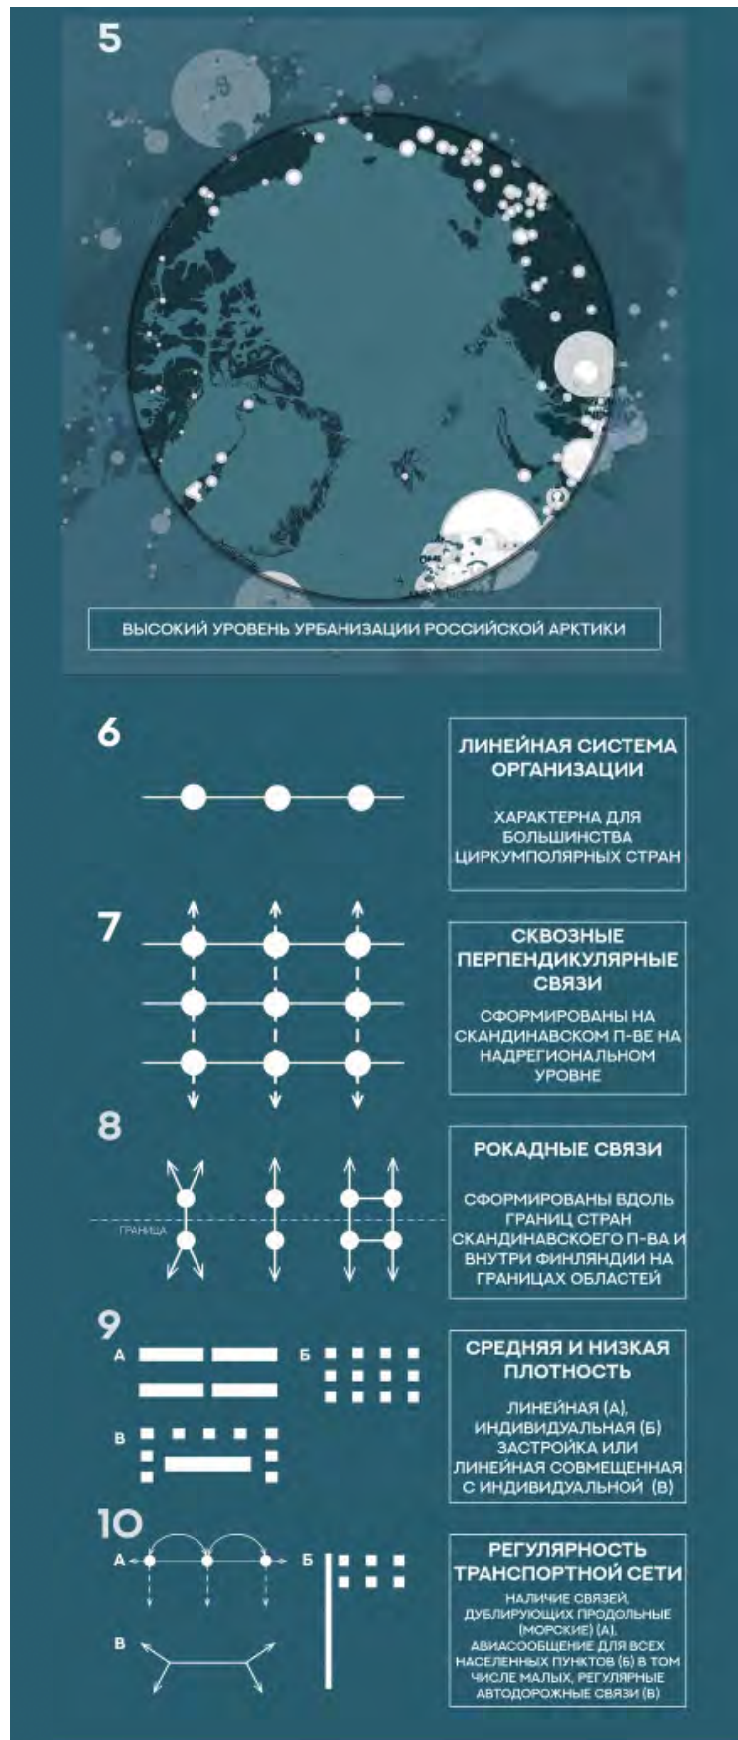 5
ВЫСОКИЙ УРОВЕНЬ УРБАНИЗАЦИИ РОССИЙСКОЙ АРКТИКИ
6
ЛИНЕЙНАЯ СИСТЕМА
ОРГАНИЗАЦИИ
ХАРАКТЕРНА ДЛЯ
БОЛЬШИНСТВА
ЦИРКУМПОЛЯРНЫХ СТРАН
7
СКВОЗНЫЕ
ПЕРПЕНДИКУЛЯРНЫЕ
СВЯЗИ
СФОРМИРОВАНЫ НА
СКАНДИНАВСКОМ П-ВЕ НА
НАДРЕГИОНАЛЬНОМ
УРОВНЕ
8
ГРАНИЦА
РОКАДНЫЕ СВЯЗИ
СФОРМИРОВАНЫ ВДОЛЬ
ГРАНИЦ СТРАН
СКАНДИНАВСКОЕГО П-ВА И
ВНУТРИ ФИНЛЯНДИИ НА
ГРАНИЦАХ ОБЛАСТЕЙ
9
А
Б
В
СРЕДНЯЯ И НИЗКАЯ
ПЛОТНОСТЬ
ЛИНЕЙНАЯ (А),
ИНДИВИДУАЛЬНАЯ (Б)
ЗАСТРОЙКА ИЛИ
ЛИНЕЙНАЯ СОВМЕЩЕННАЯ
С ИНДИВИДУАЛЬНОЙ (В)
10
А
Б
В
РЕГУЛЯРНОСТЬ
ТРАНСПОРТНОЙ СЕТИ
НАЛИЧИЕ СВЯЗЕЙ,
ДУБЛИРУЮЩИХ ПРОДОЛЬНЫЕ
(МОРСКИЕ) (А),
АВИАСООБЩЕНИЕ ДЛЯ ВСЕХ
НАСЕЛЕННЫХ ПУНКТОВ (Б) В ТОМ
ЧИСЛЕ МАЛЫХ, РЕГУЛЯРНЫЕ
АВТОДОРОЖНЫЕ СВЯЗИ (В)